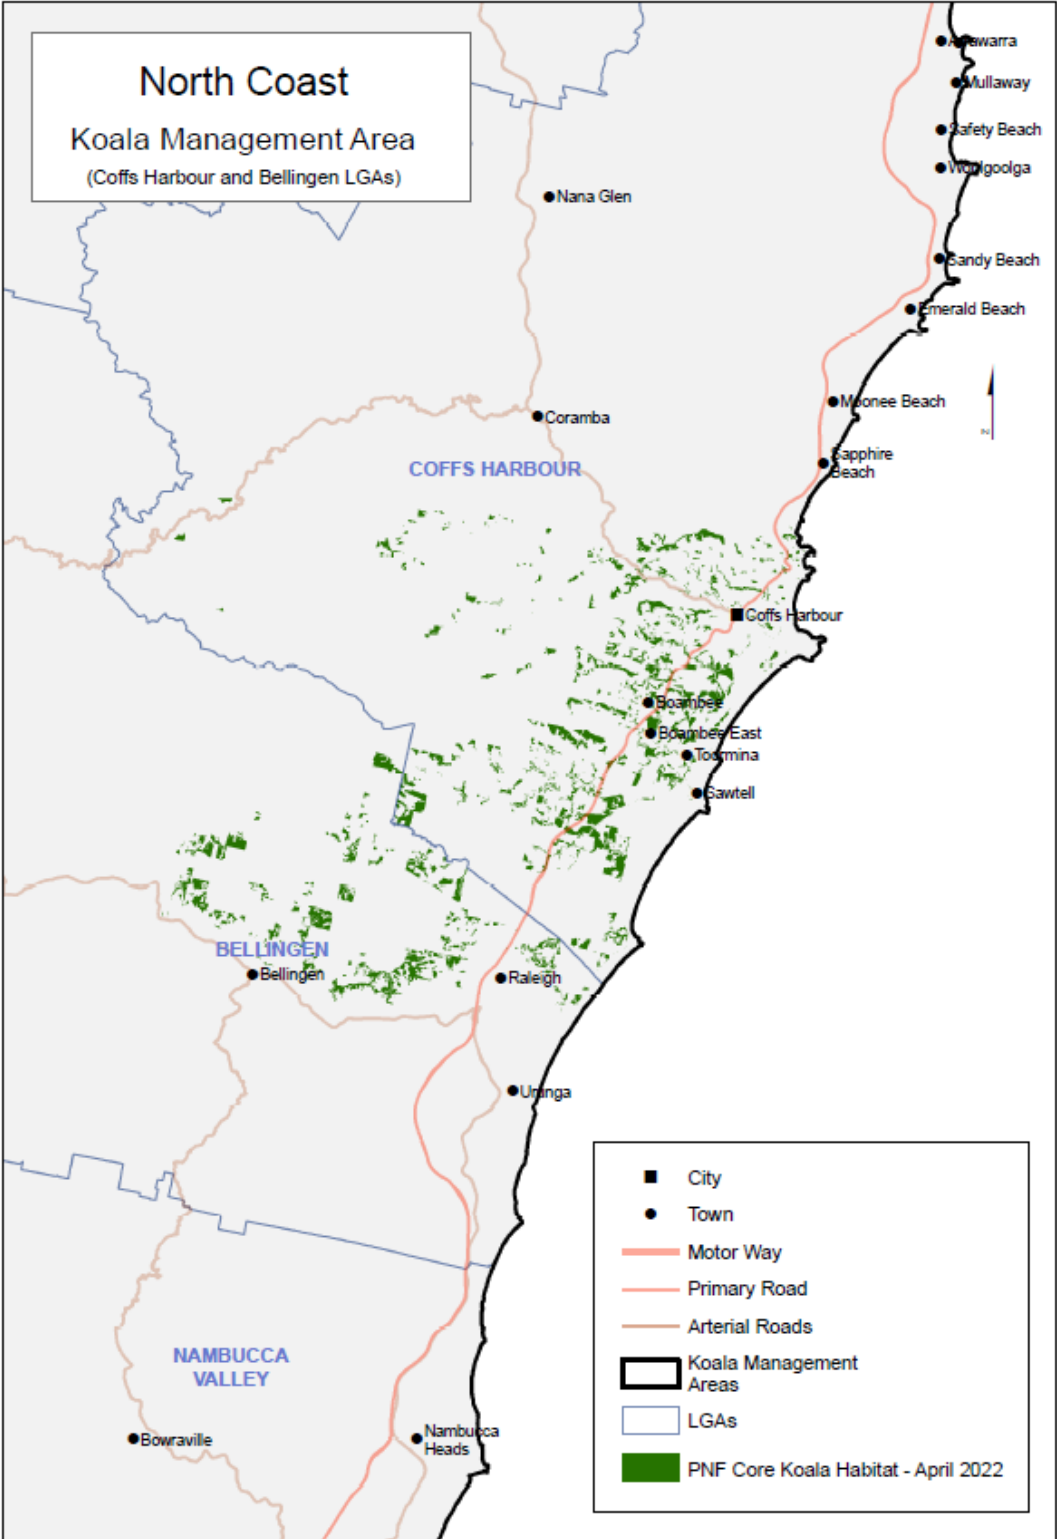 North Coast
Koala Management Area
(Coffs Harbour and Bellingen LGAs)
Arrawarra
Mullaway
Safety Beach
Woolgoolga
Nana Glen
Sandy Beach
Emerald Beach
Moonee Beach
Coramba
Sapphire
Beach
N
COFFS HARBOUR
Coffs Harbour
Boambee
Boambee East
Toormina
Sawtell
BELLINGEN
Bellingen
Raleigh
Urunga
NAMBUCCA
VALLEY
Bowraville
Nambucca
Heads
City
Town
Motor Way
Primary Road
Arterial Roads
Koala Management
Areas
LGAs
PNF Core Koala Habitat - April 2022